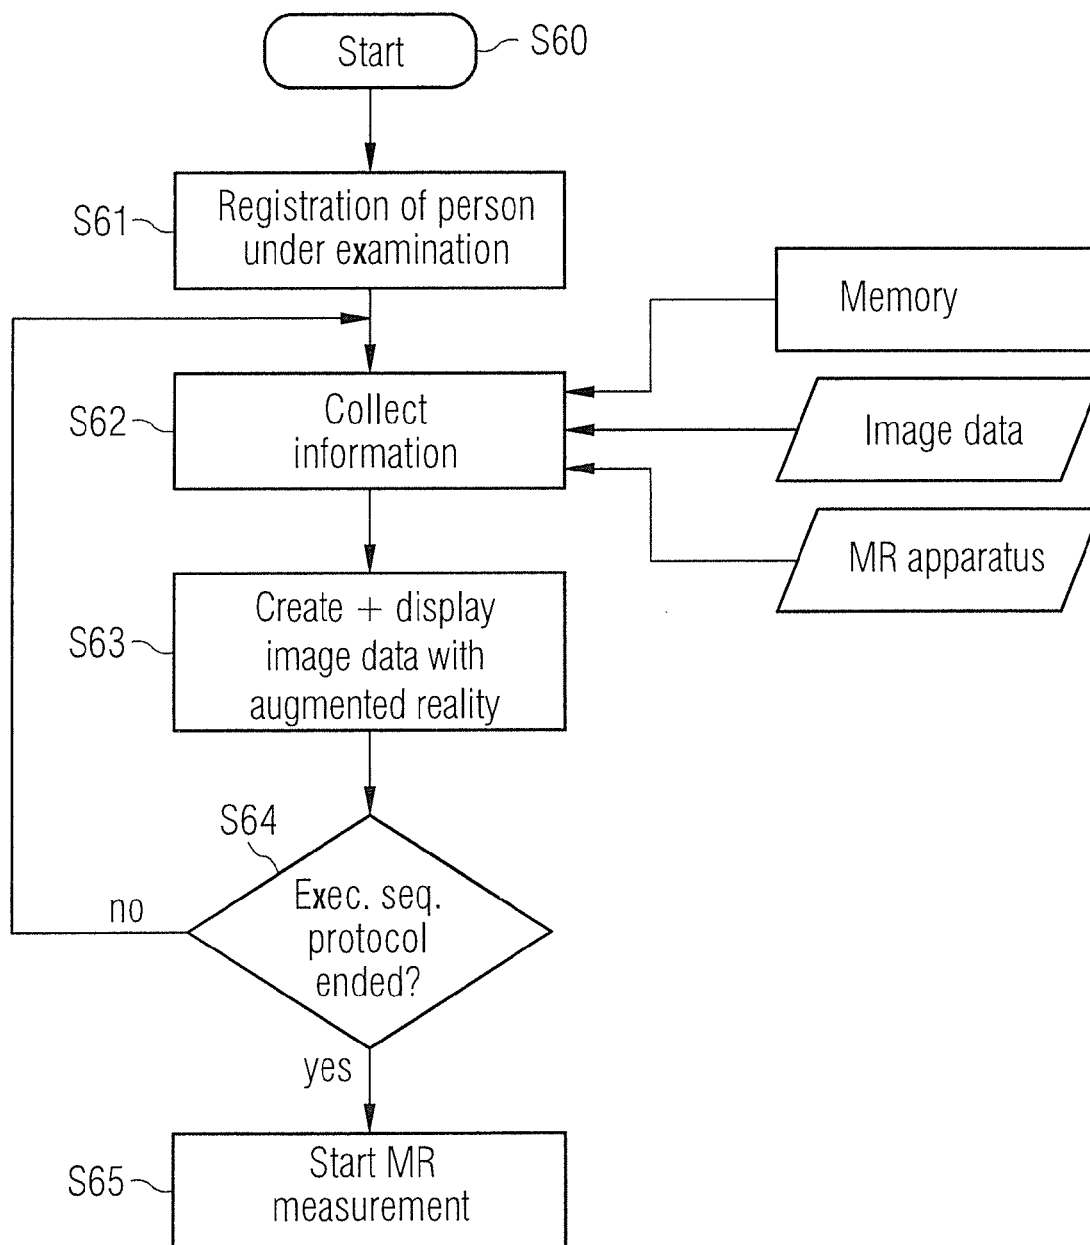 Start
S60
S61
Registration of person
under examination
Memory
S62
Collect
information
Image data
MR apparatus
S63
Create + display
image data with
augmented reality
S64
no
Exec. seq.
protocol
ended?
yes
S65
Start MR
measurement